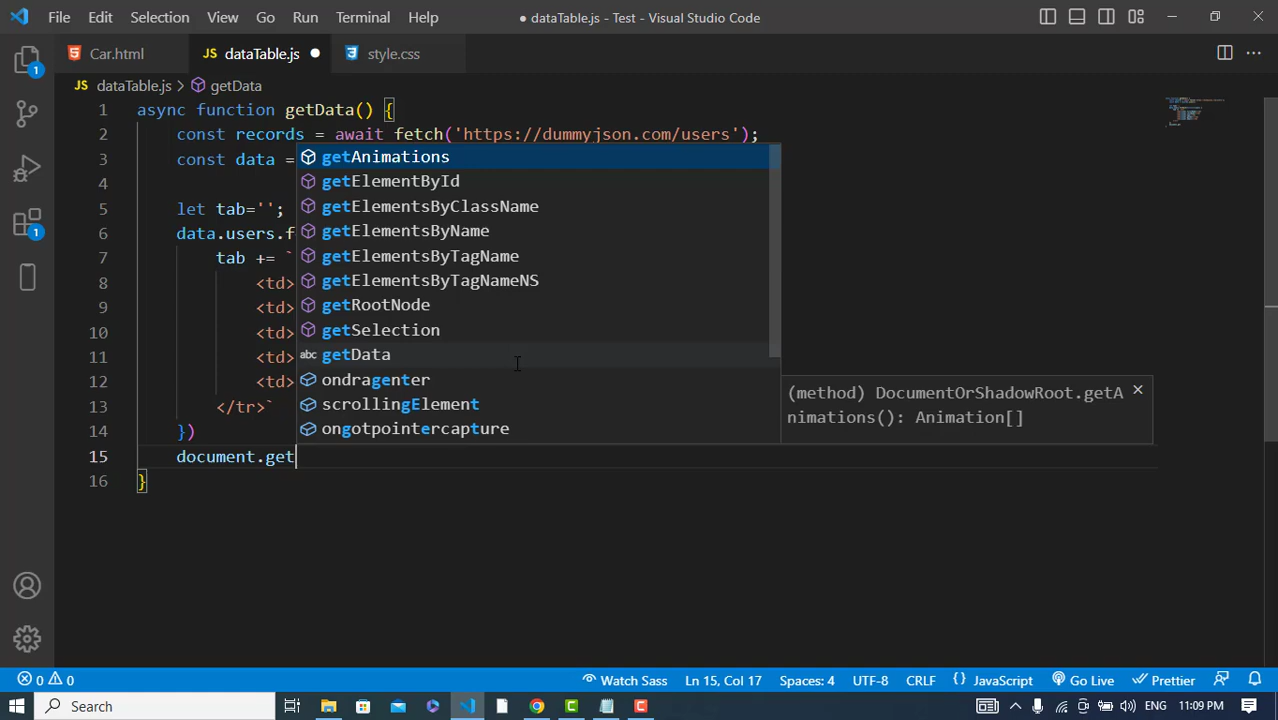 File Edit Selection View Go Run Terminal Help
● dataTable.js - Test - Visual Studio Code
Car.html
JS dataTable.js ●
style.css
JS dataTable.js > getData
1 async function getData() {
2 const records = await fetch('https://dummyjson.com/users');
3 const data =
4
5 let tab='';
6 data.users.f
7 tab += `
8 <td>
9 <td>
10 <td>
11 <td>
12 <td>
13 </tr>`
14 })
15 document.get
16 }
getAnimations
getElementById
getElementsByClassName
getElementsByName
getElementsByTagName
getElementsByTagNameNS
getRootNode
getSelection
abc getData
ondragenter
scrollingElement
ongotpointercapture
(method) DocumentOrShadowRoot.getA
nimations(): Animation[]
1
1
0 0 Watch Sass Ln 15, Col 17 Spaces: 4 UTF-8 CRLF {} JavaScript Go Live Prettier
Search ENG 11:09 PM